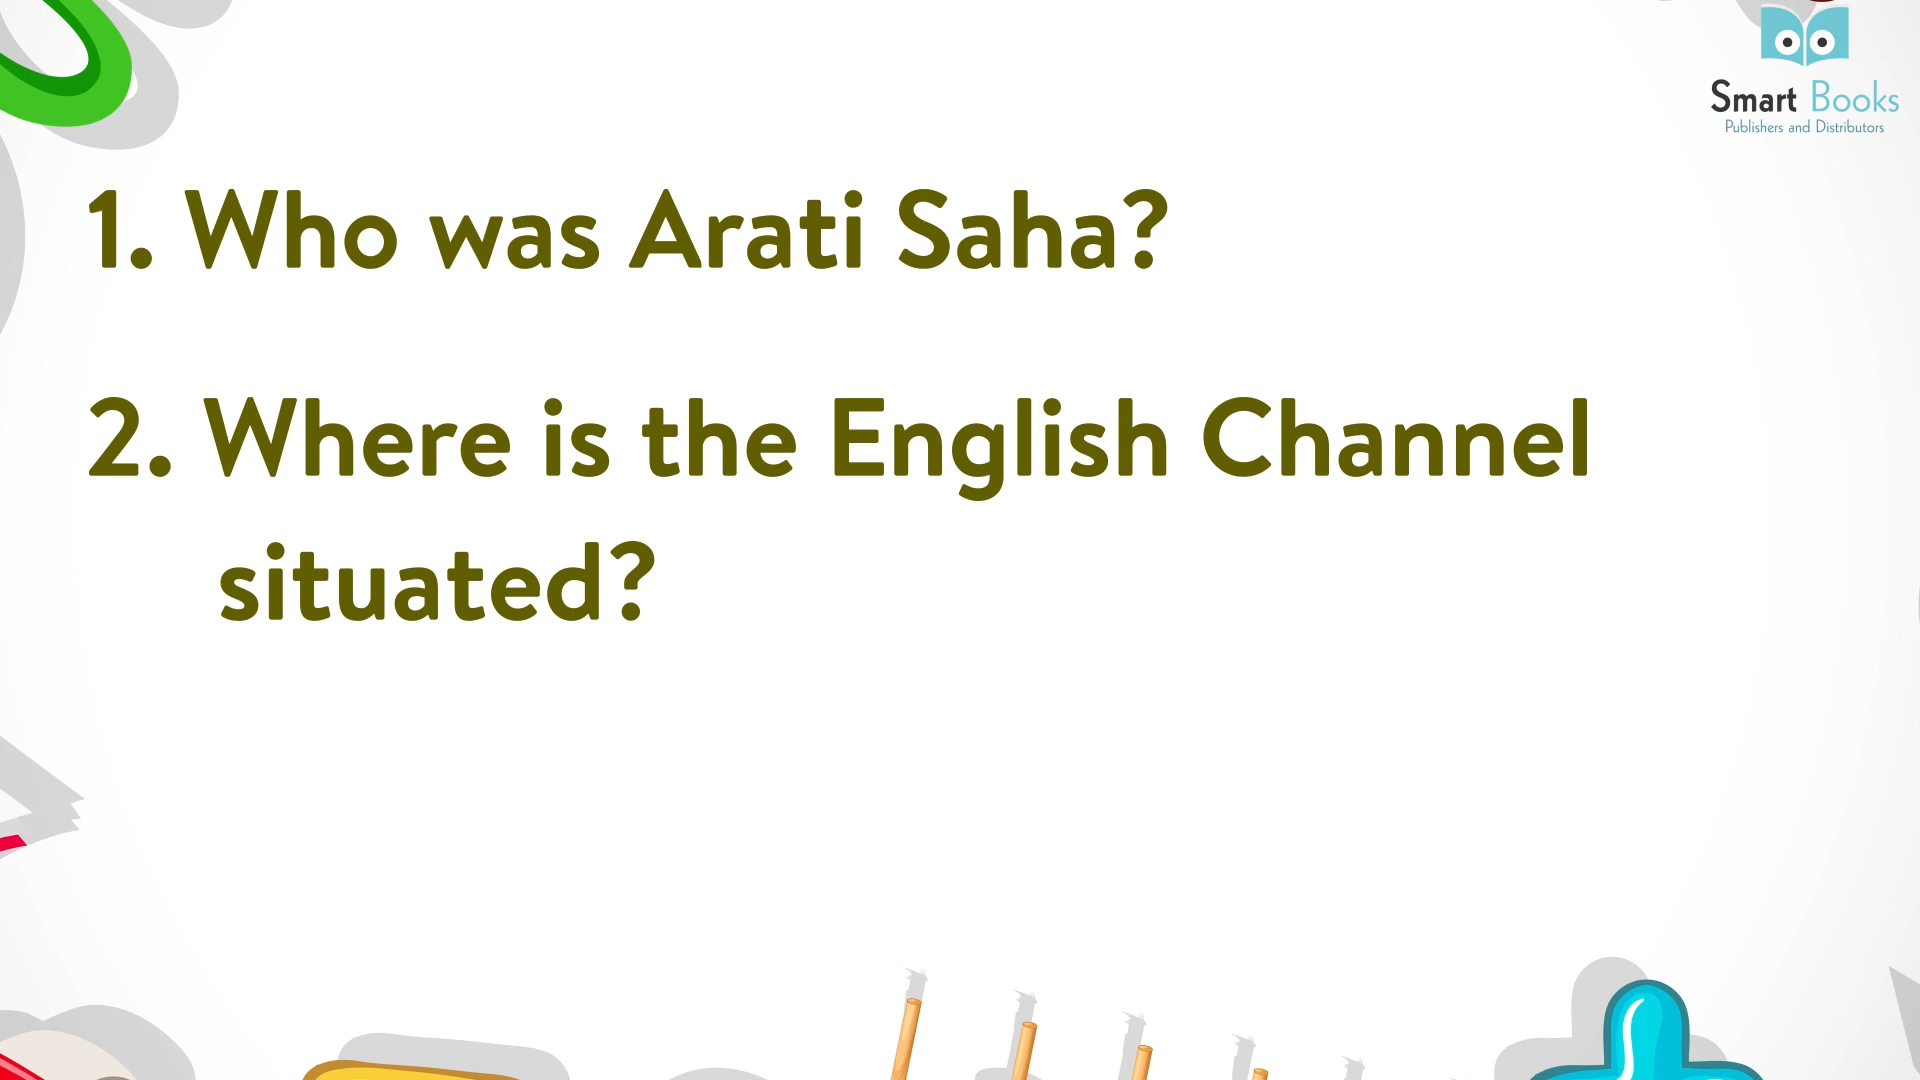 Smart Books
Publishers and Distributors
1. Who was Arati Saha?
2. Where is the English Channel
situated?